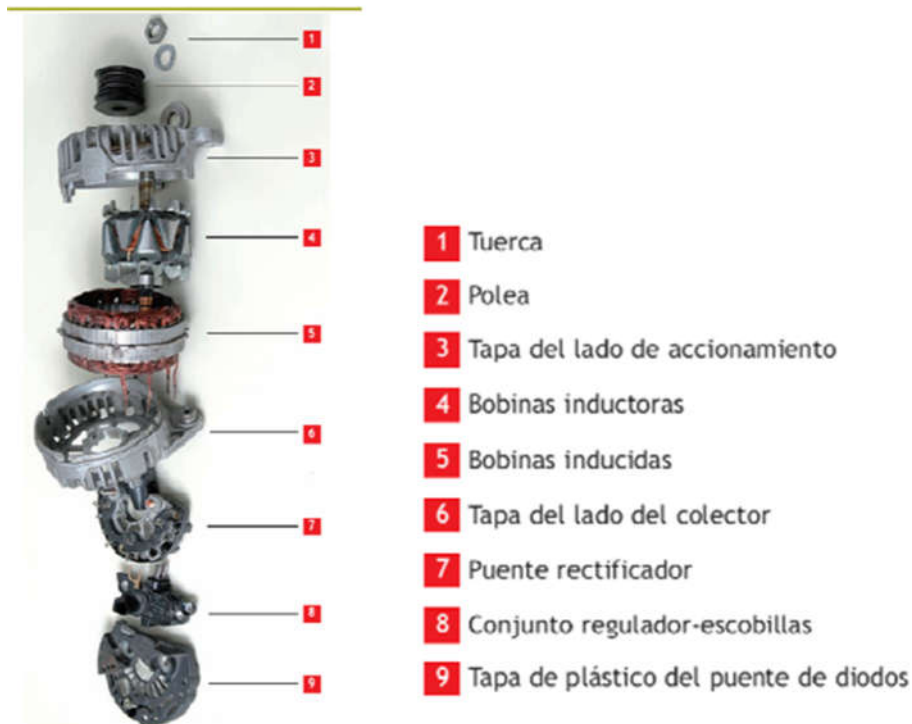 1
2
3
4
5
6
7
8
9
1 Tuerca
2 Polea
3 Tapa del lado de accionamiento
4 Bobinas inductoras
5 Bobinas inducidas
6 Tapa del lado del colector
7 Puente rectificador
8 Conjunto regulador-escobillas
9 Tapa de plástico del puente de diodos